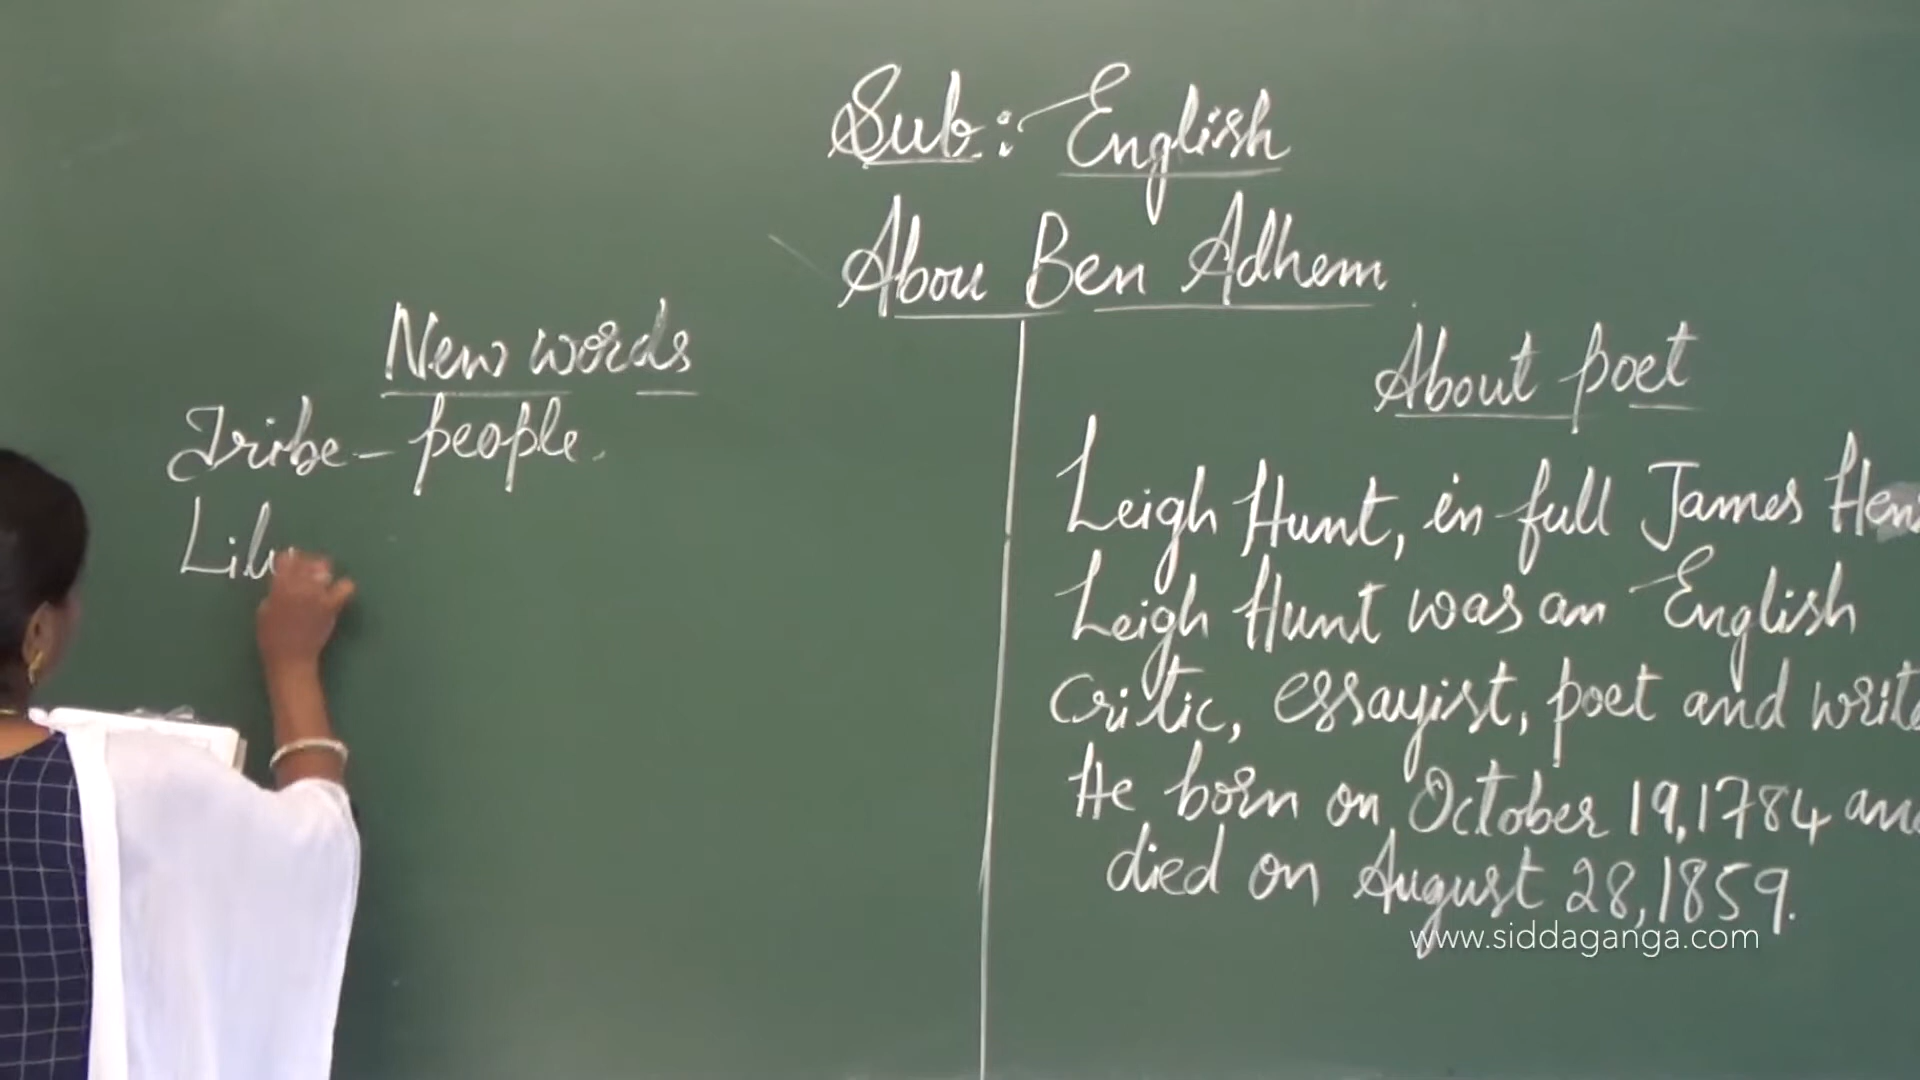 Sub: English
Abou Ben Adhem
New words
Tribe - people.
About poet
Leigh Hunt, in full James
Leigh Hunt was an English
critic, essayist, poet and
He born on October 19, 1784
died on August 28, 1859.
www.siddaganga.com